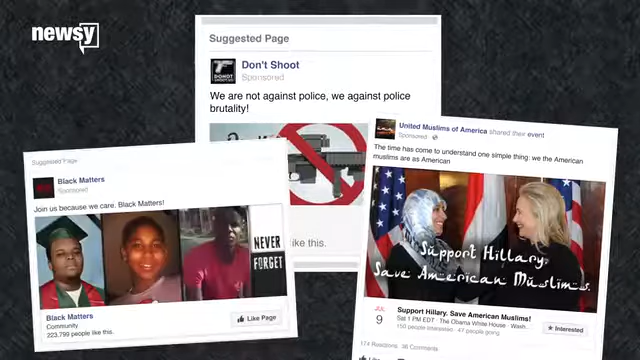 newsy
Suggested Page
Don't Shoot
Sponsored
We are not against police, we against police
brutality!
like this.
Suggested Page
Black Matters
Sponsored
Join us because we care. Black Matters!
NEVER
FORGET
Black Matters
Community
223,799 people like this.
Like Page
United Muslims of America shared their event
Sponsored
The time has come to understand one simple thing: we the American
muslims are as American
Support Hillary.
Save American Muslims.
JUL
9
Support Hillary. Save American Muslims!
Sat 1 PM EDT · The Obama White House · Wash...
150 people interested · 47 people going
Interested
174 Reactions 36 Comments
Like